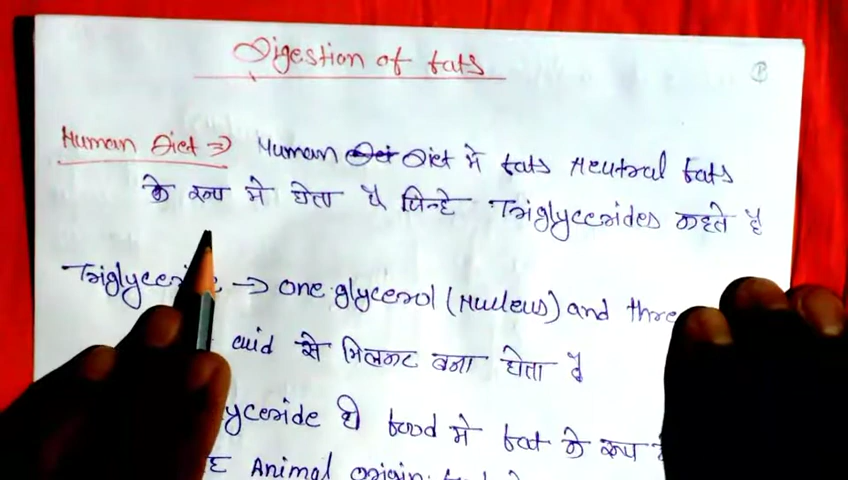 Digestion of fats
Human Diet ⇒ Human Diet में fats Neutral fats
के रूप में होता है जिन्हें Triglycerides कहते है
Triglyceride → one glycerol (Nucleus) and three
acid से मिलकर बना होता है
yceride ही food में fat के रूप में
Animal origin